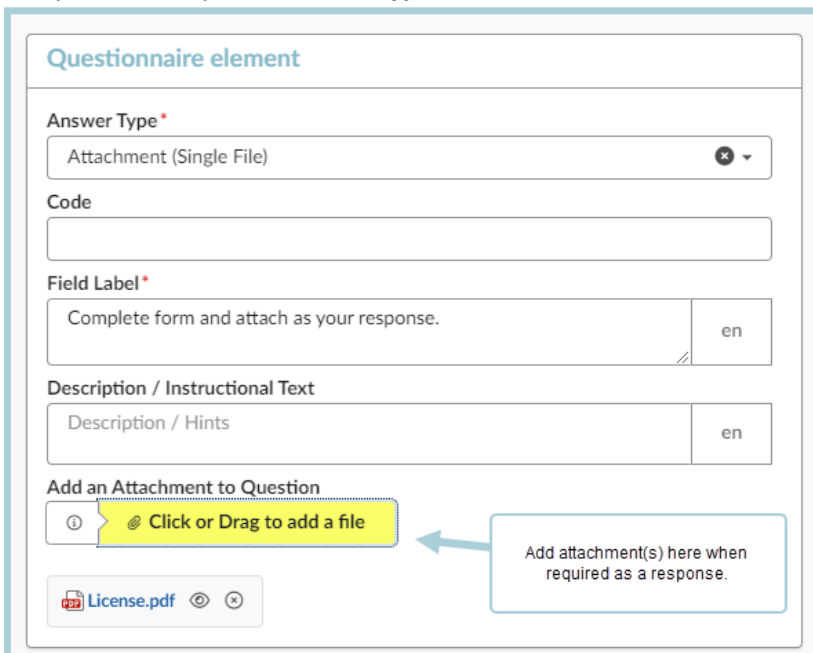 Questionnaire element
Answer Type*
Attachment (Single File)
Code
Field Label*
Complete form and attach as your response.
en
Description / Instructional Text
Description / Hints
en
Add an Attachment to Question
Click or Drag to add a file
Add attachment(s) here when
required as a response.
PDF License.pdf